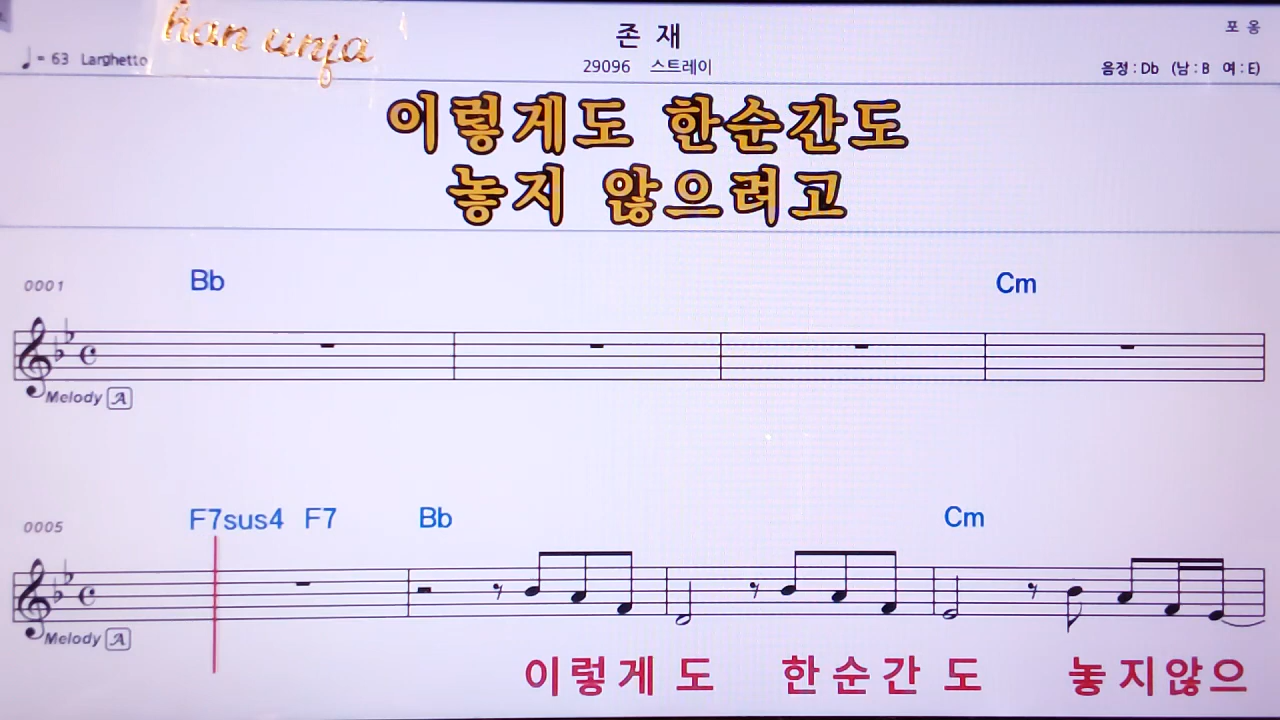 han unja
존 재
포 옹
♩ = 63 Larghetto
29096 스트레이
음정 : Db (남 : B 여 : E)
이렇게도 한순간도
놓지 않으려고
0001 Bb Cm
Melody A
0005 F7sus4 F7 Bb Cm
Melody A
이렇게 도 한순간 도 놓지않으